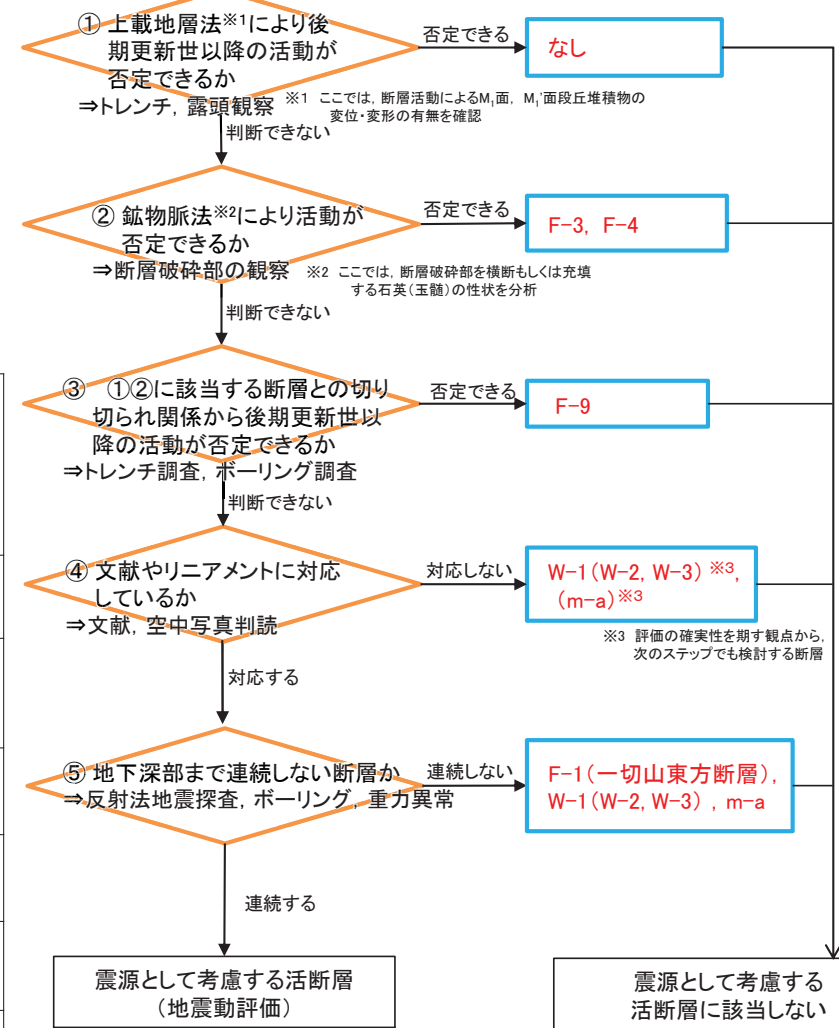 ① 上載地層法※1により後
期更新世以降の活動が
否定できるか
⇒トレンチ, 露頭観察
否定できる
なし
※1 ここでは, 断層活動によるM1面, M1'面段丘堆積物の
変位・変形の有無を確認
判断できない
② 鉱物脈法※2により活動が
否定できるか
⇒断層破砕部の観察
否定できる
F-3, F-4
※2 ここでは, 断層破砕部を横断もしくは充填
する石英(玉髄)の性状を分析
判断できない
③ ①②に該当する断層との切り
切られ関係から後期更新世以
降の活動が否定できるか
⇒トレンチ調査, ボーリング調査
否定できる
F-9
判断できない
④ 文献やリニアメントに対応
しているか
⇒文献, 空中写真判読
対応しない
W-1(W-2, W-3) ※3,
(m-a)※3
※3 評価の確実性を期す観点から,
次のステップでも検討する断層
対応する
⑤ 地下深部まで連続しない断層か
⇒反射法地震探査, ボーリング, 重力異常
連続しない
F-1(一切山東方断層),
W-1(W-2, W-3) , m-a
連続する
震源として考慮する活断層
(地震動評価)
震源として考慮する
活断層に該当しない